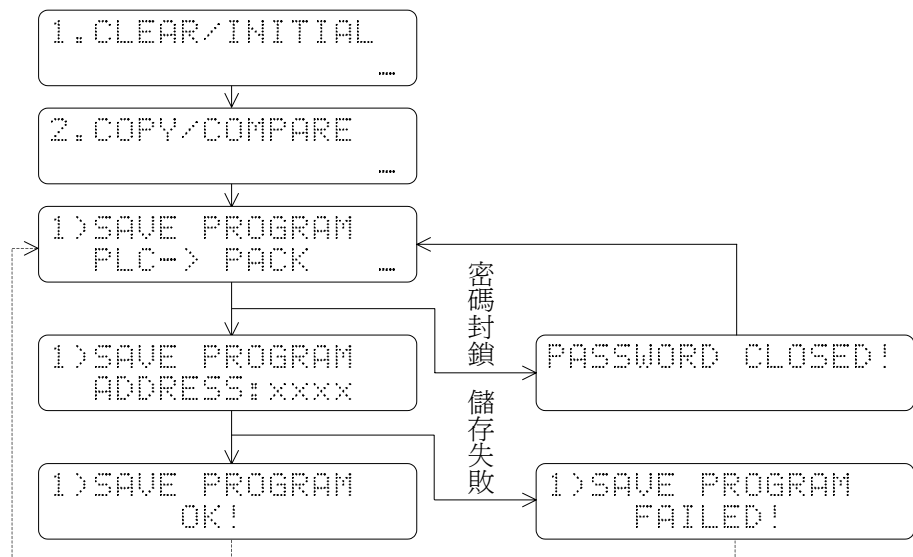 1.CLEAR/INITIAL
.....
2.COPY/COMPARE
.....
1)SAVE PROGRAM
PLC-> PACK .....
密碼封鎖
1)SAVE PROGRAM
ADDRESS:xxxx
PASSWORD CLOSED!
儲存失敗
1)SAVE PROGRAM
OK!
1)SAVE PROGRAM
FAILED!